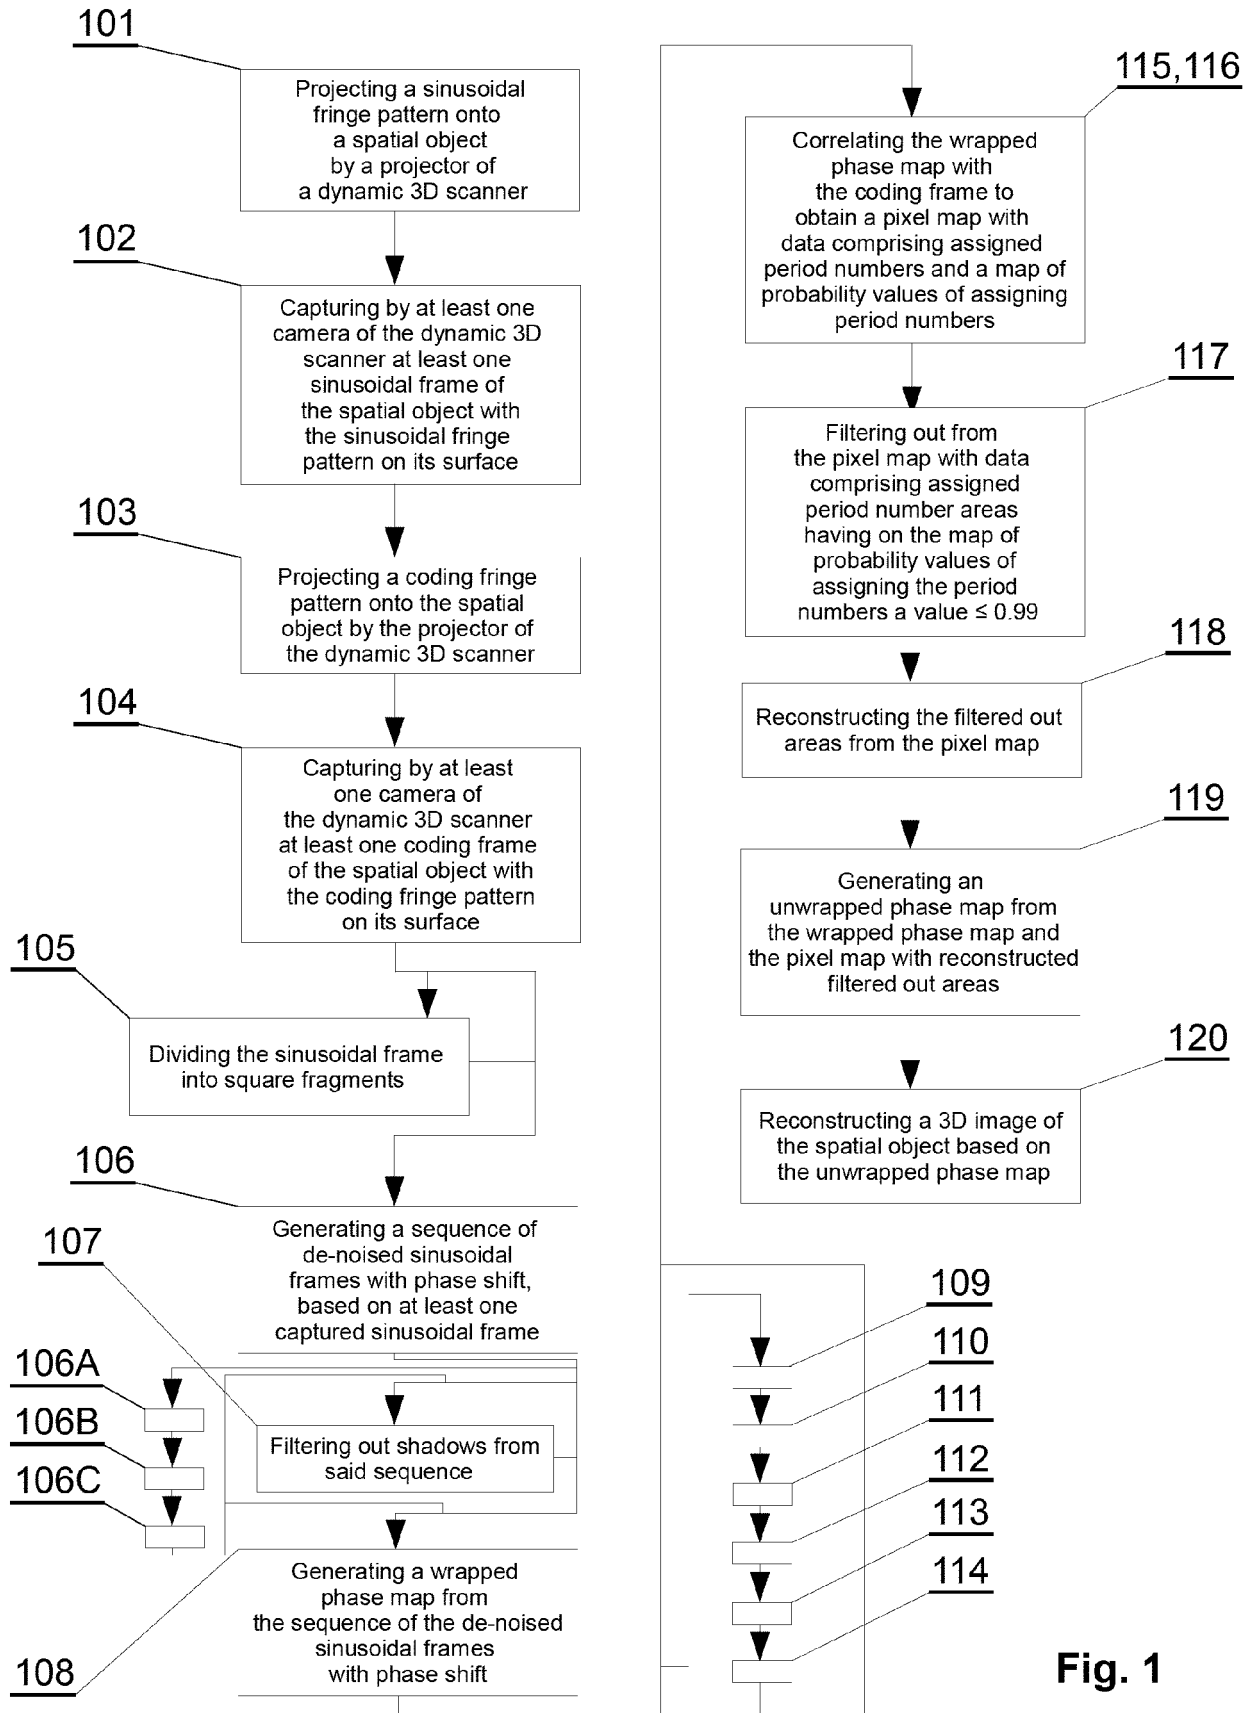 101
Projecting a sinusoidal
fringe pattern onto
a spatial object
by a projector of
a dynamic 3D scanner
102
Capturing by at least one
camera of the dynamic 3D
scanner at least one
sinusoidal frame of
the spatial object with
the sinusoidal fringe
pattern on its surface
103
Projecting a coding fringe
pattern onto the spatial
object by the projector of
the dynamic 3D scanner
104
Capturing by at least
one camera of
the dynamic 3D scanner
at least one coding frame
of the spatial object with
the coding fringe pattern
on its surface
105
Dividing the sinusoidal frame
into square fragments
106
Generating a sequence of
de-noised sinusoidal
frames with phase shift,
based on at least one
captured sinusoidal frame
107
106A
106B
106C
Filtering out shadows from
said sequence
108
Generating a wrapped
phase map from
the sequence of the de-noised
sinusoidal frames
with phase shift
115,116
Correlating the wrapped
phase map with
the coding frame to
obtain a pixel map with
data comprising assigned
period numbers and a map of
probability values of assigning
period numbers
117
Filtering out from
the pixel map with data
comprising assigned
period number areas
having on the map of
probability values of
assigning the period
numbers a value ≤ 0.99
118
Reconstructing the filtered out
areas from the pixel map
119
Generating an
unwrapped phase map from
the wrapped phase map and
the pixel map with reconstructed
filtered out areas
120
Reconstructing a 3D image of
the spatial object based on
the unwrapped phase map
109
110
111
112
113
114
Fig. 1